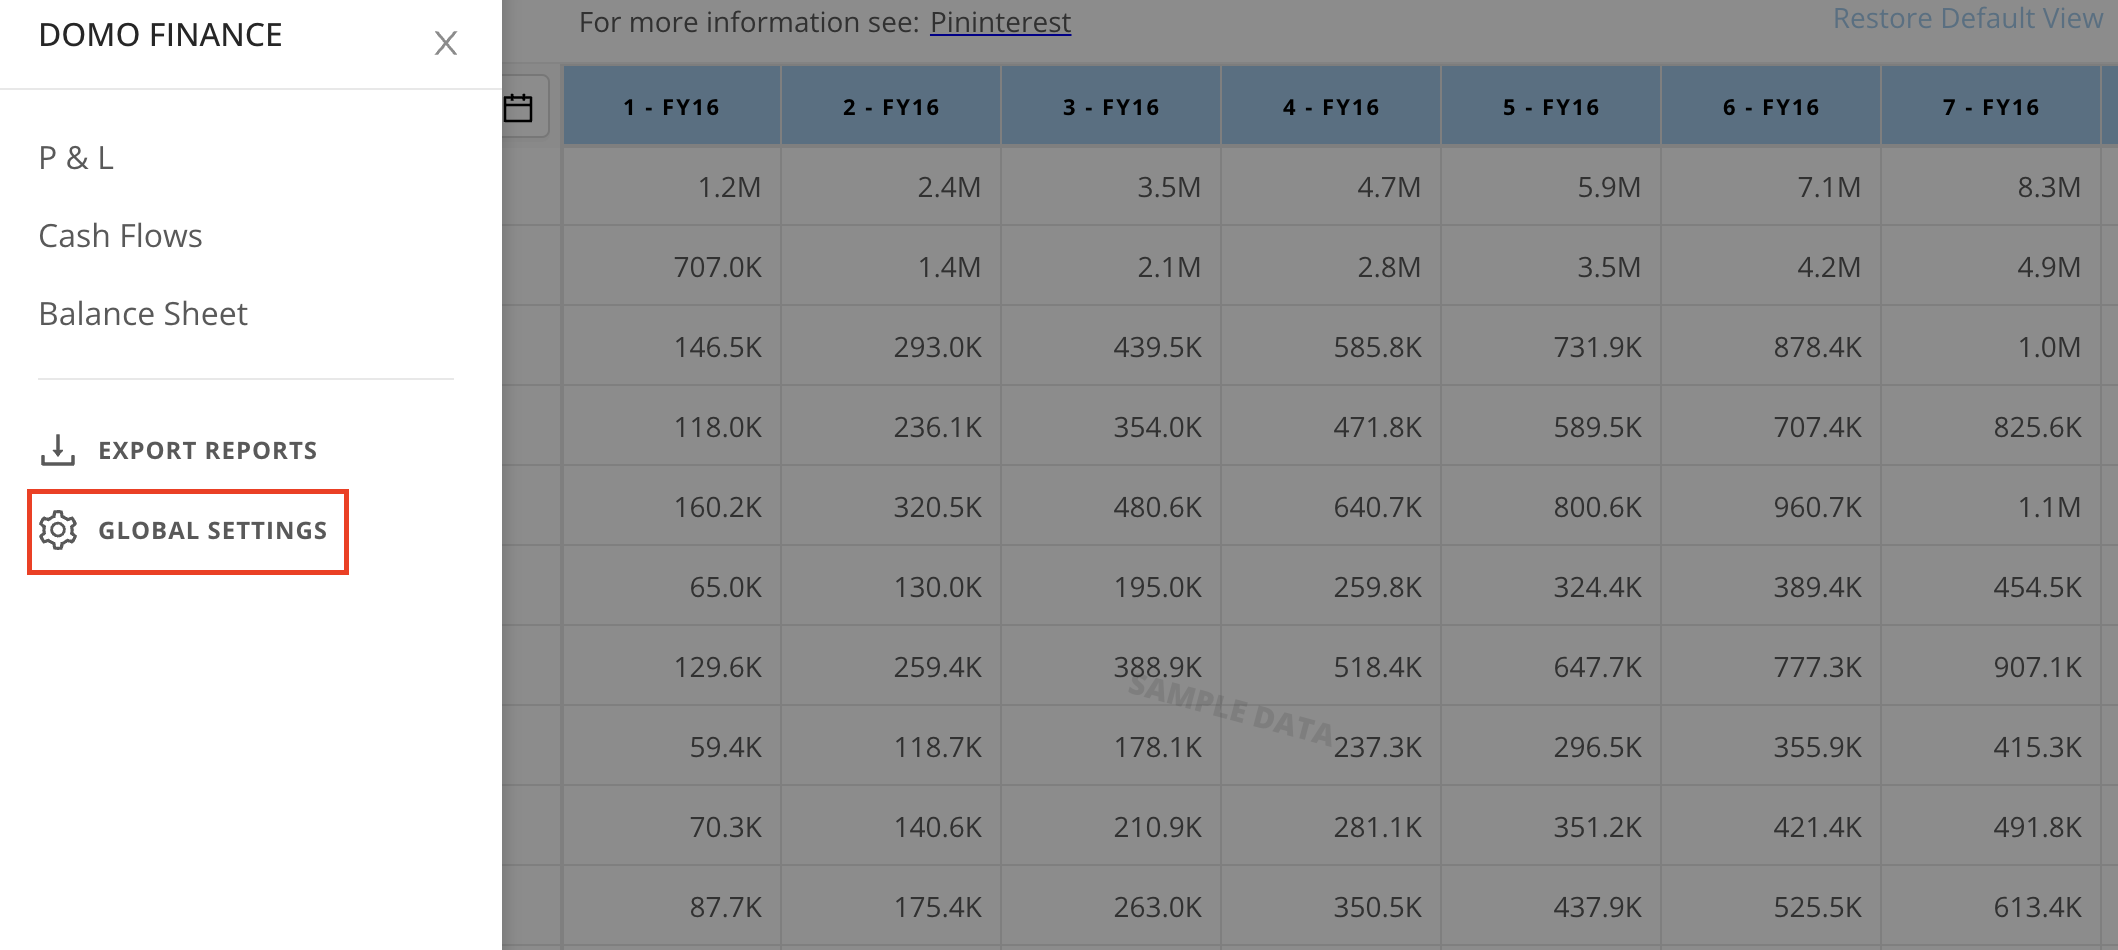 DOMO FINANCE
X
P & L
Cash Flows
Balance Sheet
EXPORT REPORTS
GLOBAL SETTINGS
For more information see: Pininterest
Restore Default View
1 - FY16 2 - FY16 3 - FY16 4 - FY16 5 - FY16 6 - FY16 7 - FY16
1.2M 2.4M 3.5M 4.7M 5.9M 7.1M 8.3M
707.0K 1.4M 2.1M 2.8M 3.5M 4.2M 4.9M
146.5K 293.0K 439.5K 585.8K 731.9K 878.4K 1.0M
118.0K 236.1K 354.0K 471.8K 589.5K 707.4K 825.6K
160.2K 320.5K 480.6K 640.7K 800.6K 960.7K 1.1M
65.0K 130.0K 195.0K 259.8K 324.4K 389.4K 454.5K
129.6K 259.4K 388.9K 518.4K 647.7K 777.3K 907.1K
SAMPLE DATA
59.4K 118.7K 178.1K 237.3K 296.5K 355.9K 415.3K
70.3K 140.6K 210.9K 281.1K 351.2K 421.4K 491.8K
87.7K 175.4K 263.0K 350.5K 437.9K 525.5K 613.4K